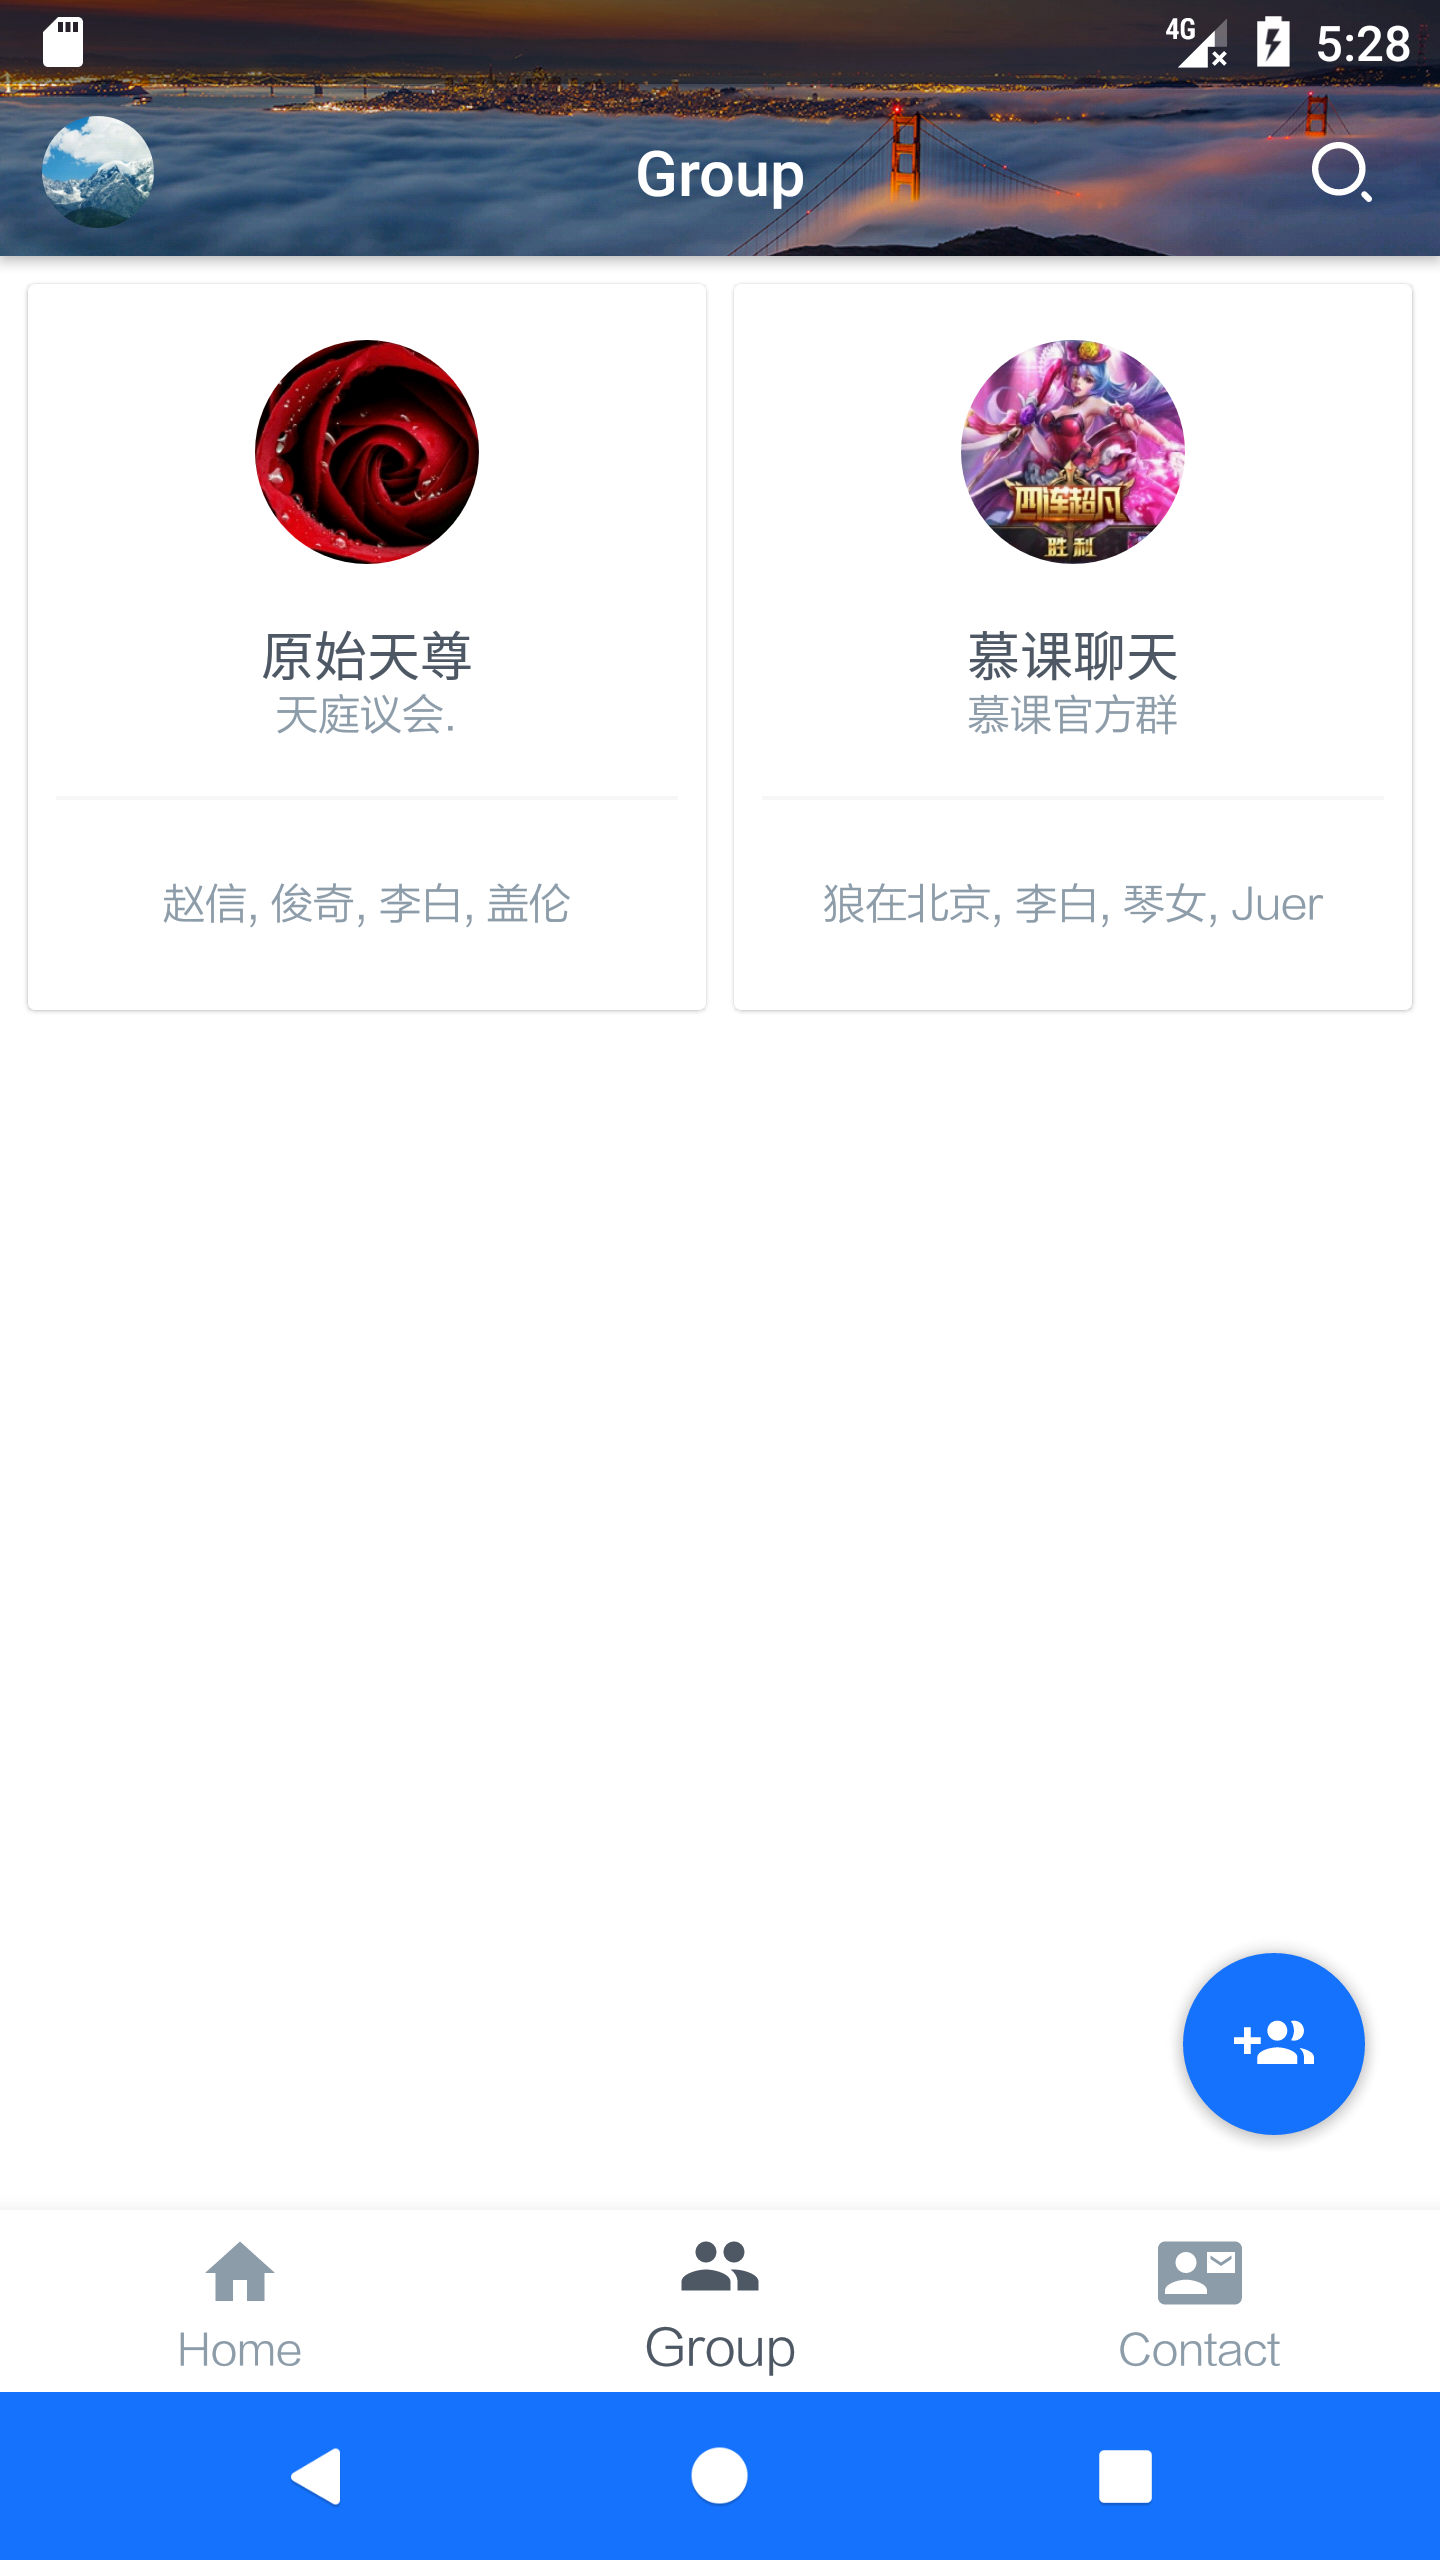 4G 5:28
Group
四连超凡
胜利
原始天尊
天庭议会.
赵信, 俊奇, 李白, 盖伦
慕课聊天
慕课官方群
狼在北京, 李白, 琴女, Juer
Home
Group
Contact